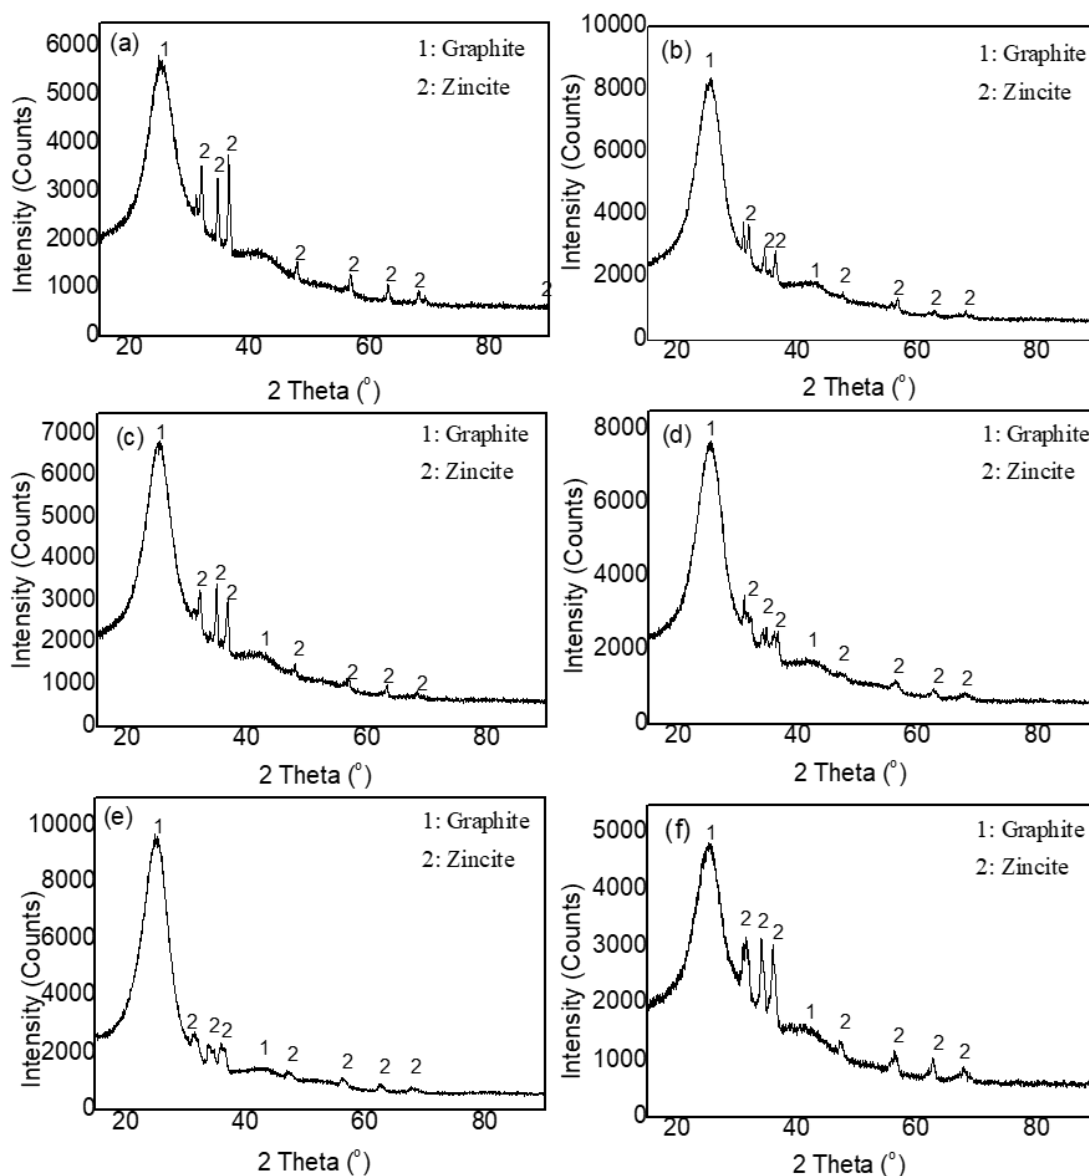 (a)
1: Graphite
2: Zincite
Intensity (Counts)
6000
5000
4000
3000
2000
1000
0
1
2
2
2
2
2
2
2
2
20 40 60 80
2 Theta (°)
(b)
1: Graphite
2: Zincite
Intensity (Counts)
10000
8000
6000
4000
2000
0
1
2
22
1
2
2
2
2
20 40 60 80
2 Theta (°)
(c)
1: Graphite
2: Zincite
Intensity (Counts)
7000
6000
5000
4000
3000
2000
1000
0
1
2
2
2
1
2
2
2
2
20 40 60 80
2 Theta (°)
(d)
1: Graphite
2: Zincite
Intensity (Counts)
8000
6000
4000
2000
0
1
2
2
2
1
2
2
2
2
20 40 60 80
2 Theta (°)
(e)
1: Graphite
2: Zincite
Intensity (Counts)
10000
8000
6000
4000
2000
0
1
2
2
2
1
2
2
2
2
20 40 60 80
2 Theta (°)
(f)
1: Graphite
2: Zincite
Intensity (Counts)
5000
4000
3000
2000
1000
0
1
2
2
2
1
2
2
2
2
20 40 60 80
2 Theta (°)